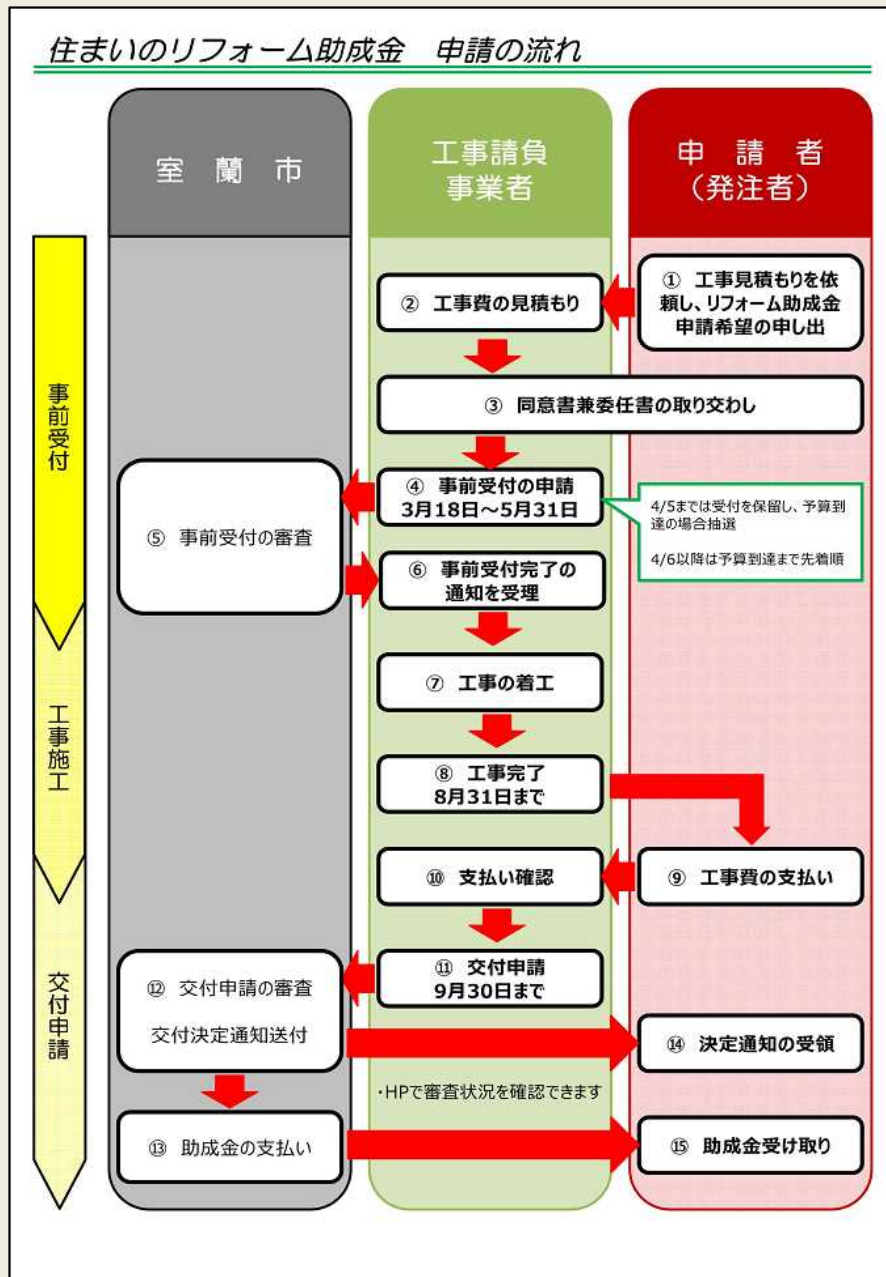 住まいのリフォーム助成金　申請の流れ
室　蘭　市
工事請負
事業者
申　請　者
（発注者）
事前受付
① 工事見積もりを依
頼し、リフォーム助成金
申請希望の申し出
② 工事費の見積もり
③ 同意書兼委任書の取り交わし
④ 事前受付の申請
3月18日～5月31日
4/5までは受付を保留し、予算到
達の場合抽選
4/6以降は予算到達まで先着順
⑤ 事前受付の審査
⑥ 事前受付完了の
通知を受理
工事施工
⑦ 工事の着工
⑧ 工事完了
8月31日まで
⑨ 工事費の支払い
⑩ 支払い確認
交付申請
⑪ 交付申請
9月30日まで
⑫ 交付申請の審査
交付決定通知送付
⑭ 決定通知の受領
・HPで審査状況を確認できます
⑬ 助成金の支払い
⑮ 助成金受け取り